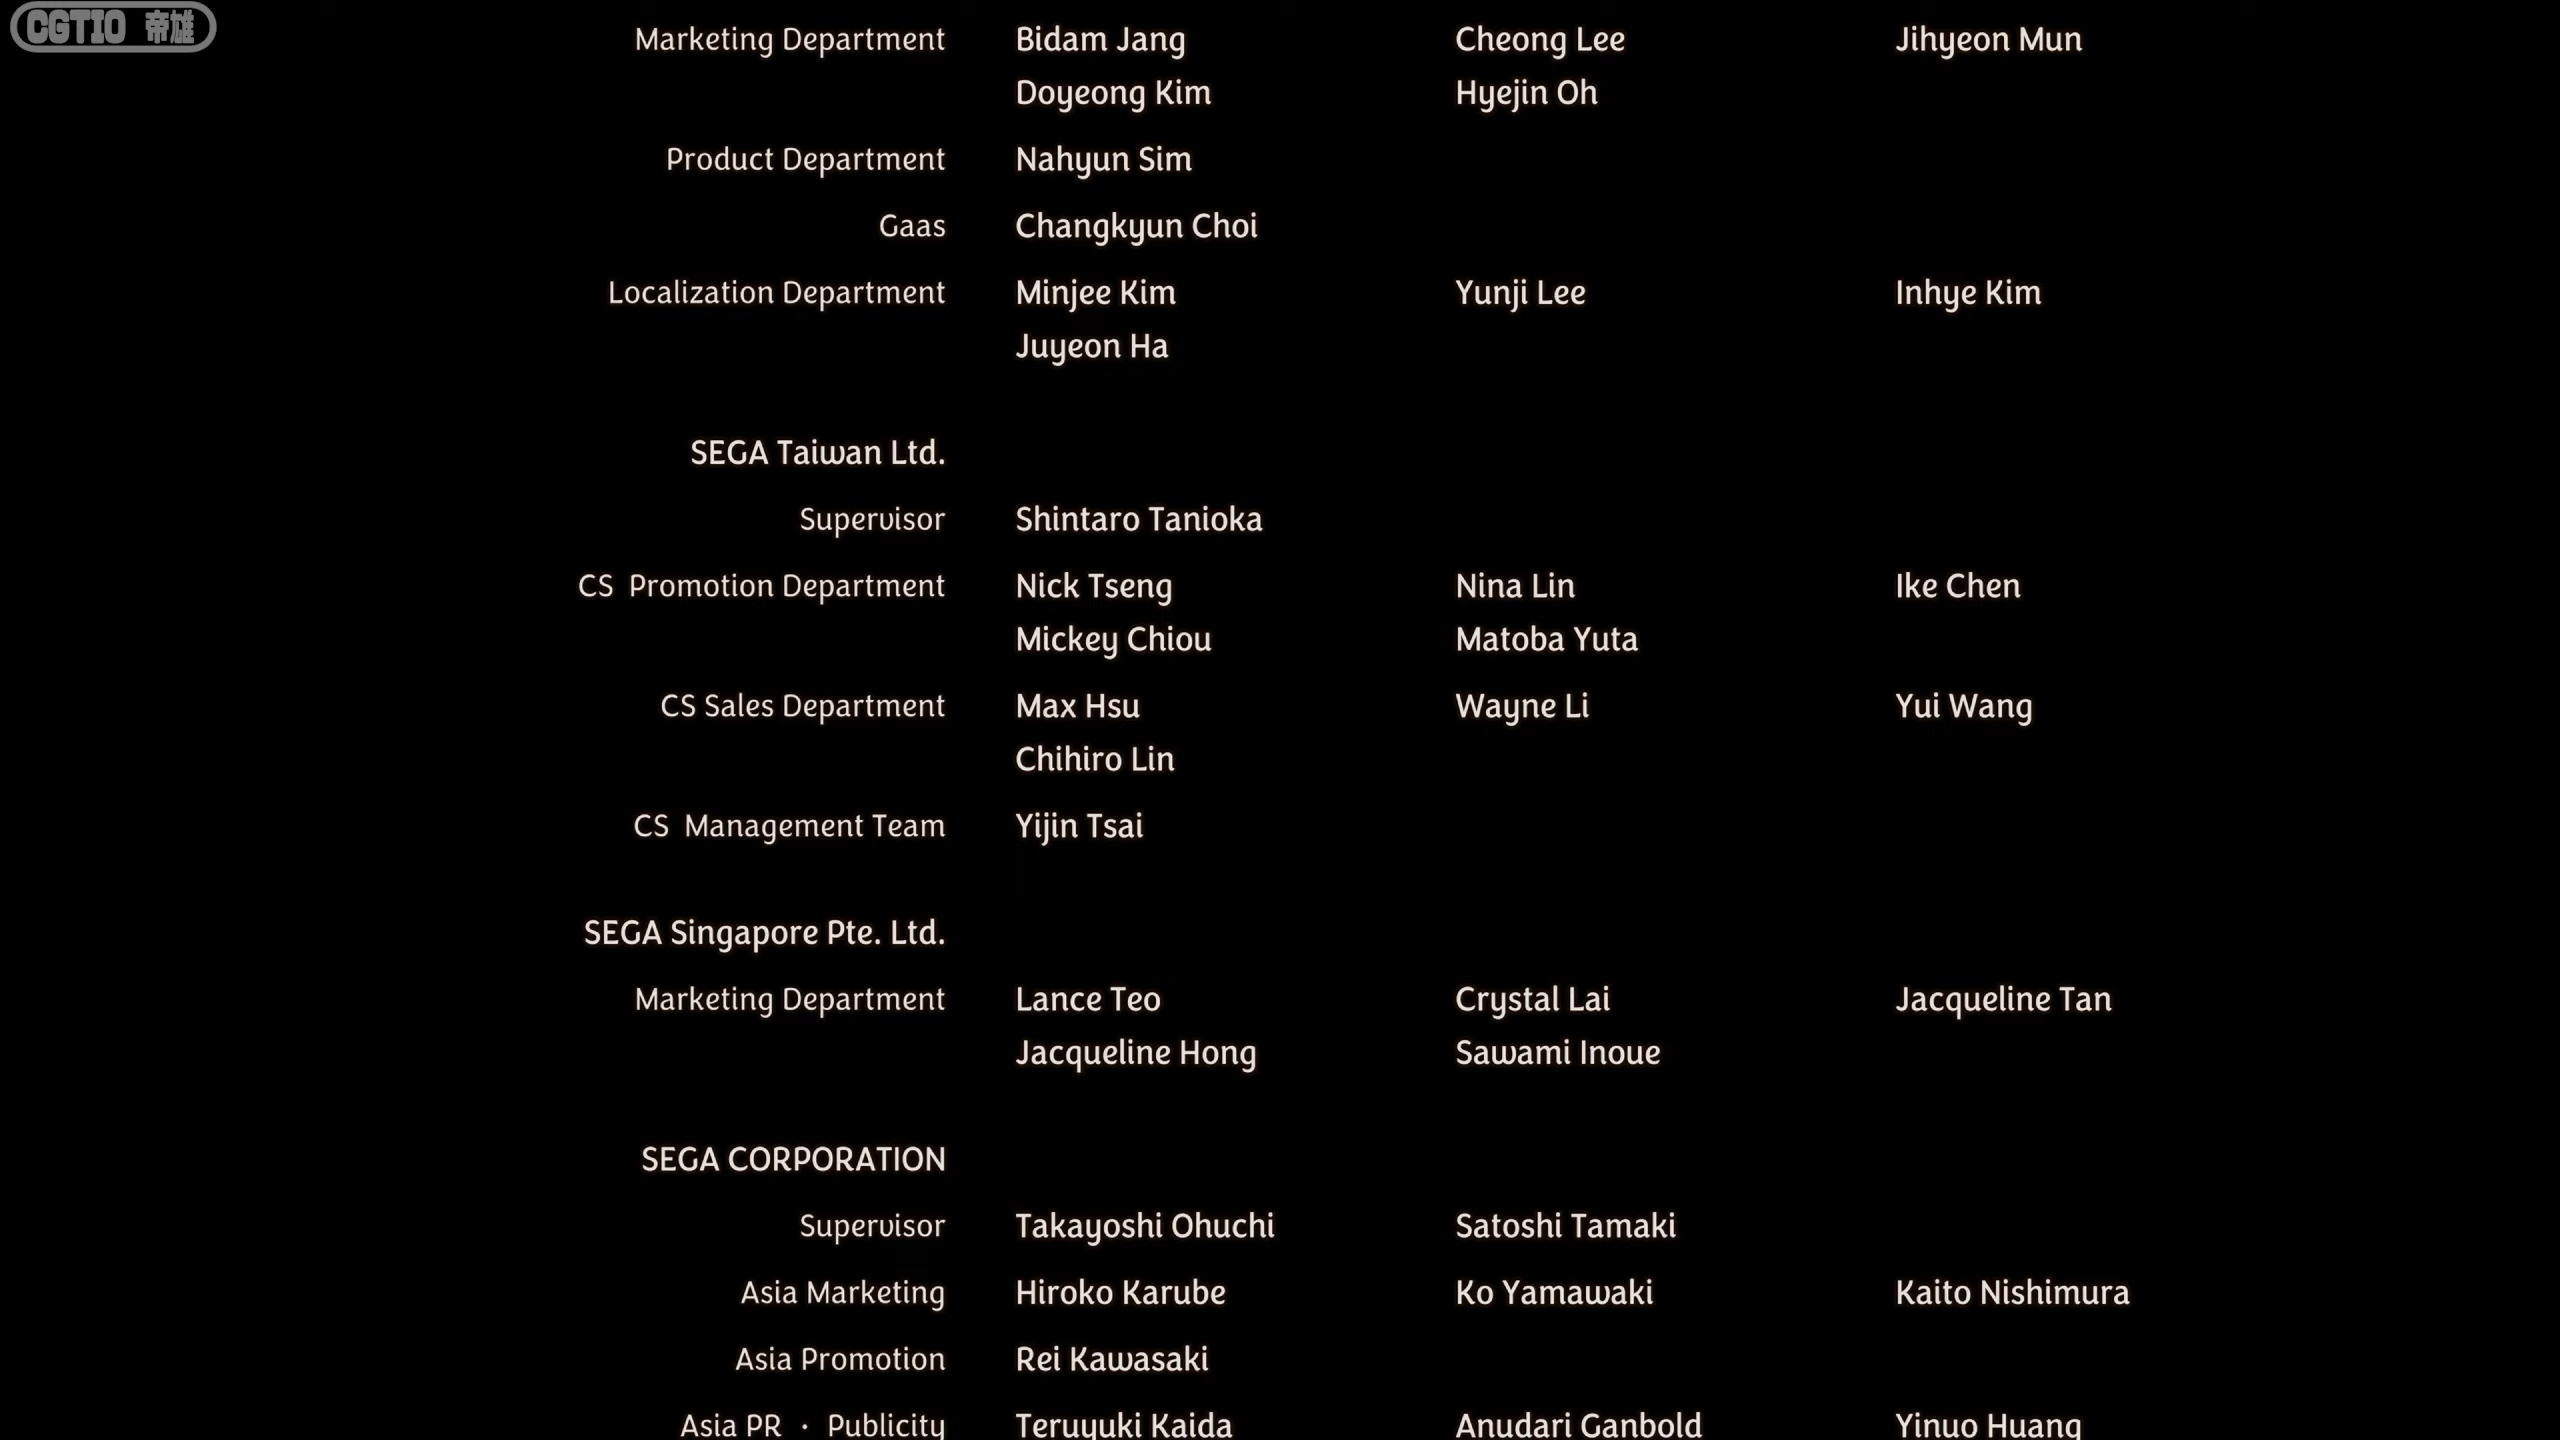 CGTIO 帝雄
Marketing Department Bidam Jang Cheong Lee Jihyeon Mun
Doyeong Kim Hyejin Oh
Product Department Nahyun Sim
Gaas Changkyun Choi
Localization Department Minjee Kim Yunji Lee Inhye Kim
Juyeon Ha
SEGA Taiwan Ltd.
Supervisor Shintaro Tanioka
CS Promotion Department Nick Tseng Nina Lin Ike Chen
Mickey Chiou Matoba Yuta
CS Sales Department Max Hsu Wayne Li Yui Wang
Chihiro Lin
CS Management Team Yijin Tsai
SEGA Singapore Pte. Ltd.
Marketing Department Lance Teo Crystal Lai Jacqueline Tan
Jacqueline Hong Sawami Inoue
SEGA CORPORATION
Supervisor Takayoshi Ohuchi Satoshi Tamaki
Asia Marketing Hiroko Karube Ko Yamawaki Kaito Nishimura
Asia Promotion Rei Kawasaki
Asia PR · Publicity Teruyuki Kaida Anudari Ganbold Yinuo Huang